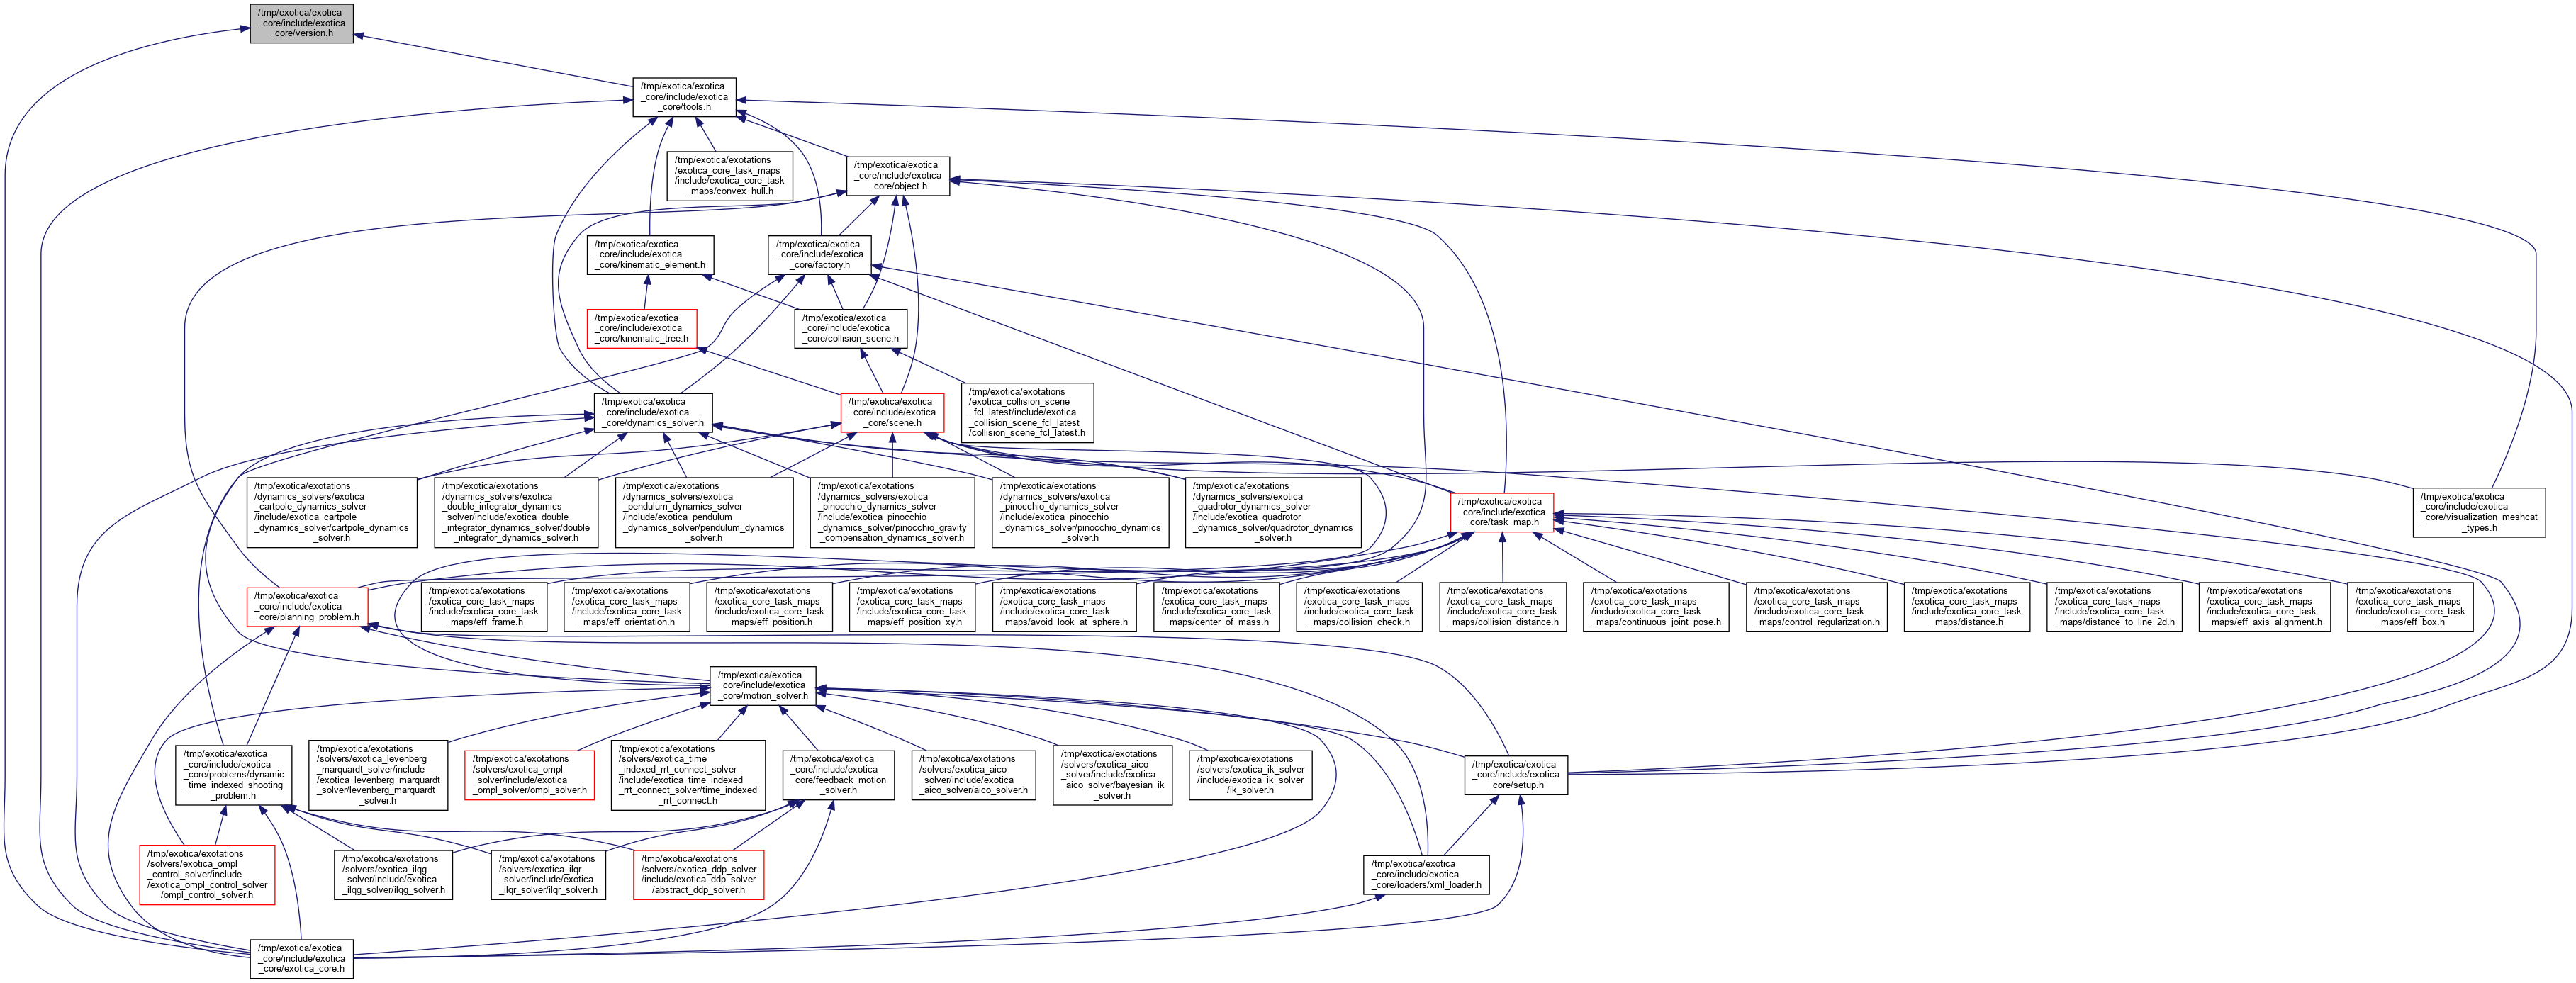 /tmp/exotica/exotica
_core/include/exotica
_core/version.h
/tmp/exotica/exotica
_core/include/exotica
_core/tools.h
/tmp/exotica/exotations
/exotica_core_task_maps
/include/exotica_core_task
_maps/convex_hull.h
/tmp/exotica/exotica
_core/include/exotica
_core/object.h
/tmp/exotica/exotica
_core/include/exotica
_core/kinematic_element.h
/tmp/exotica/exotica
_core/include/exotica
_core/factory.h
/tmp/exotica/exotica
_core/include/exotica
_core/kinematic_tree.h
/tmp/exotica/exotica
_core/include/exotica
_core/collision_scene.h
/tmp/exotica/exotica
_core/include/exotica
_core/dynamics_solver.h
/tmp/exotica/exotica
_core/include/exotica
_core/scene.h
/tmp/exotica/exotations
/exotica_collision_scene
_fcl_latest/include/exotica
_collision_scene_fcl_latest
/collision_scene_fcl_latest.h
/tmp/exotica/exotations
/dynamics_solvers/exotica
_cartpole_dynamics_solver
/include/exotica_cartpole
_dynamics_solver/cartpole_dynamics
_solver.h
/tmp/exotica/exotations
/dynamics_solvers/exotica
_double_integrator_dynamics
_solver/include/exotica_double
_integrator_dynamics_solver/double
_integrator_dynamics_solver.h
/tmp/exotica/exotations
/dynamics_solvers/exotica
_pendulum_dynamics_solver
/include/exotica_pendulum
_dynamics_solver/pendulum_dynamics
_solver.h
/tmp/exotica/exotations
/dynamics_solvers/exotica
_pinocchio_dynamics_solver
/include/exotica_pinocchio
_dynamics_solver/pinocchio_gravity
_compensation_dynamics_solver.h
/tmp/exotica/exotations
/dynamics_solvers/exotica
_pinocchio_dynamics_solver
/include/exotica_pinocchio
_dynamics_solver/pinocchio_dynamics
_solver.h
/tmp/exotica/exotations
/dynamics_solvers/exotica
_quadrotor_dynamics_solver
/include/exotica_quadrotor
_dynamics_solver/quadrotor_dynamics
_solver.h
/tmp/exotica/exotica
_core/include/exotica
_core/task_map.h
/tmp/exotica/exotica
_core/include/exotica
_core/visualization_meshcat
_types.h
/tmp/exotica/exotica
_core/include/exotica
_core/planning_problem.h
/tmp/exotica/exotations
/exotica_core_task_maps
/include/exotica_core_task
_maps/eff_frame.h
/tmp/exotica/exotations
/exotica_core_task_maps
/include/exotica_core_task
_maps/eff_orientation.h
/tmp/exotica/exotations
/exotica_core_task_maps
/include/exotica_core_task
_maps/eff_position.h
/tmp/exotica/exotations
/exotica_core_task_maps
/include/exotica_core_task
_maps/eff_position_xy.h
/tmp/exotica/exotations
/exotica_core_task_maps
/include/exotica_core_task
_maps/avoid_look_at_sphere.h
/tmp/exotica/exotations
/exotica_core_task_maps
/include/exotica_core_task
_maps/center_of_mass.h
/tmp/exotica/exotations
/exotica_core_task_maps
/include/exotica_core_task
_maps/collision_check.h
/tmp/exotica/exotations
/exotica_core_task_maps
/include/exotica_core_task
_maps/collision_distance.h
/tmp/exotica/exotations
/exotica_core_task_maps
/include/exotica_core_task
_maps/continuous_joint_pose.h
/tmp/exotica/exotations
/exotica_core_task_maps
/include/exotica_core_task
_maps/control_regularization.h
/tmp/exotica/exotations
/exotica_core_task_maps
/include/exotica_core_task
_maps/distance.h
/tmp/exotica/exotations
/exotica_core_task_maps
/include/exotica_core_task
_maps/distance_to_line_2d.h
/tmp/exotica/exotations
/exotica_core_task_maps
/include/exotica_core_task
_maps/eff_axis_alignment.h
/tmp/exotica/exotations
/exotica_core_task_maps
/include/exotica_core_task
_maps/eff_box.h
/tmp/exotica/exotica
_core/include/exotica
_core/motion_solver.h
/tmp/exotica/exotica
_core/include/exotica
_core/problems/dynamic
_time_indexed_shooting
_problem.h
/tmp/exotica/exotations
/solvers/exotica_levenberg
_marquardt_solver/include
/exotica_levenberg_marquardt
_solver/levenberg_marquardt
_solver.h
/tmp/exotica/exotations
/solvers/exotica_ompl
_solver/include/exotica
_ompl_solver/ompl_solver.h
/tmp/exotica/exotations
/solvers/exotica_time
_indexed_rrt_connect_solver
/include/exotica_time_indexed
_rrt_connect_solver/time_indexed
_rrt_connect.h
/tmp/exotica/exotica
_core/include/exotica
_core/feedback_motion
_solver.h
/tmp/exotica/exotations
/solvers/exotica_aico
_solver/include/exotica
_aico_solver/aico_solver.h
/tmp/exotica/exotations
/solvers/exotica_aico
_solver/include/exotica
_aico_solver/bayesian_ik
_solver.h
/tmp/exotica/exotations
/solvers/exotica_ik_solver
/include/exotica_ik_solver
/ik_solver.h
/tmp/exotica/exotica
_core/include/exotica
_core/setup.h
/tmp/exotica/exotations
/solvers/exotica_ompl
_control_solver/include
/exotica_ompl_control_solver
/ompl_control_solver.h
/tmp/exotica/exotations
/solvers/exotica_ilqg
_solver/include/exotica
_ilqg_solver/ilqg_solver.h
/tmp/exotica/exotations
/solvers/exotica_ilqr
_solver/include/exotica
_ilqr_solver/ilqr_solver.h
/tmp/exotica/exotations
/solvers/exotica_ddp_solver
/include/exotica_ddp_solver
/abstract_ddp_solver.h
/tmp/exotica/exotica
_core/include/exotica
_core/loaders/xml_loader.h
/tmp/exotica/exotica
_core/include/exotica
_core/exotica_core.h